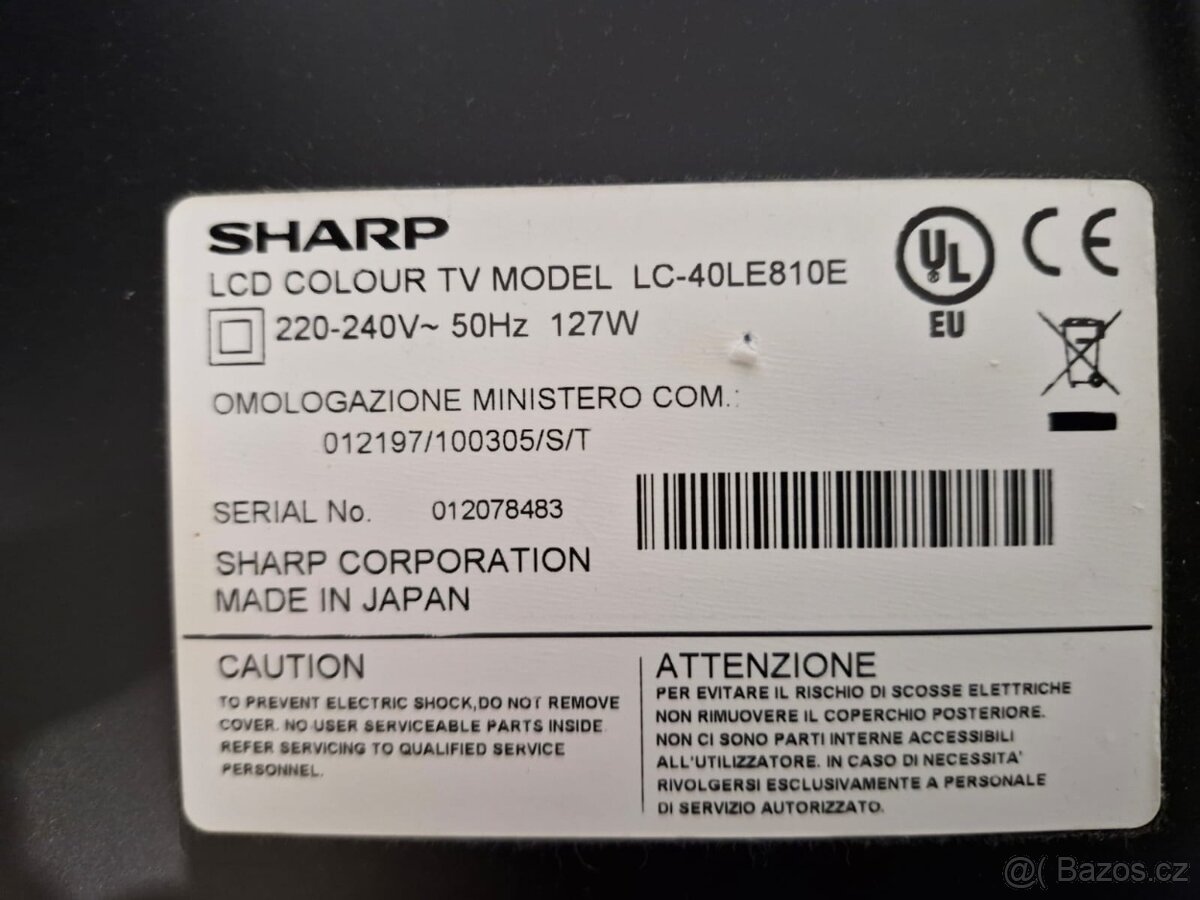 SHARP
LCD COLOUR TV MODEL LC-40LE810E
220-240V~ 50Hz 127W
UL
EU
CE
OMOLOGAZIONE MINISTERO COM.:
012197/100305/S/T
SERIAL No. 012078483
SHARP CORPORATION
MADE IN JAPAN
CAUTION
TO PREVENT ELECTRIC SHOCK,DO NOT REMOVE
COVER. NO USER SERVICEABLE PARTS INSIDE.
REFER SERVICING TO QUALIFIED SERVICE
PERSONNEL.
ATTENZIONE
PER EVITARE IL RISCHIO DI SCOSSE ELETTRICHE
NON RIMUOVERE IL COPERCHIO POSTERIORE.
NON CI SONO PARTI INTERNE ACCESSIBILI
ALL'UTILIZZATORE. IN CASO DI NECESSITA'
RIVOLGERSI ESCLUSIVAMENTE A PERSONALE
DI SERVIZIO AUTORIZZATO.
@( Bazos.cz